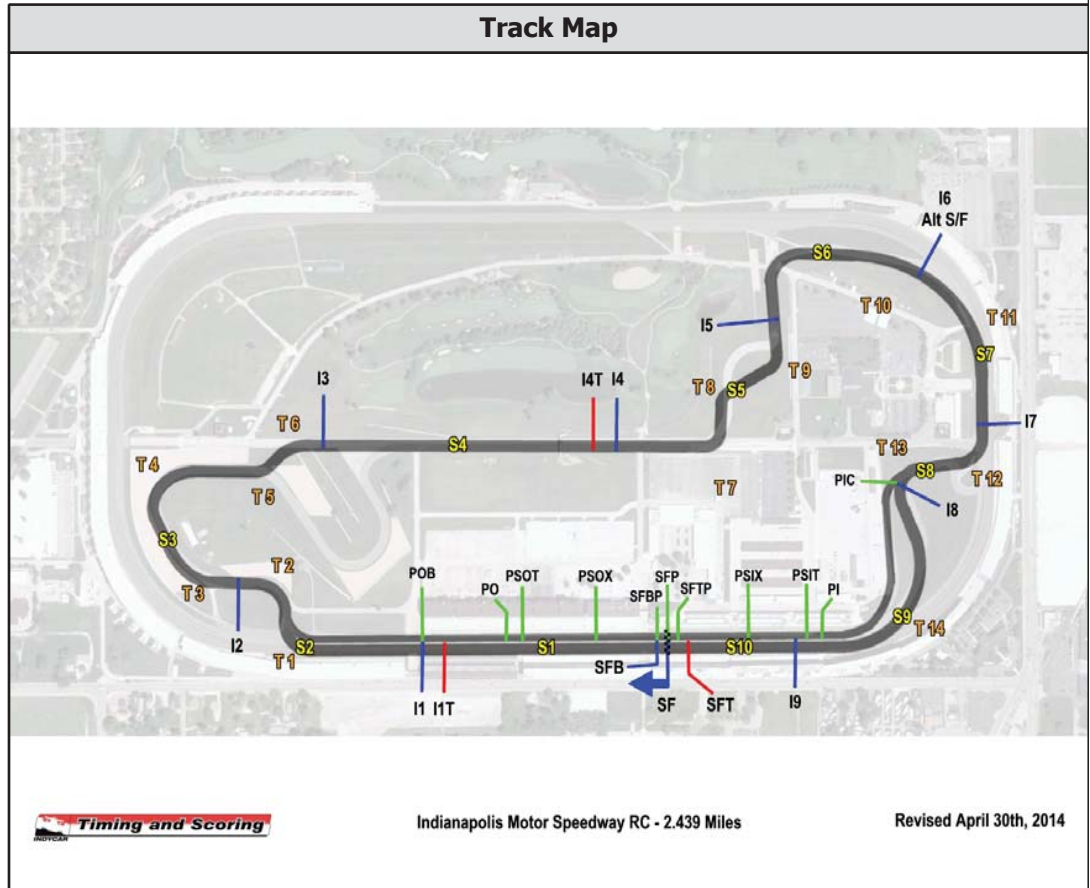 Track Map
I6
Alt S/F
S6
T 10
T 11
I5
S7
T 9
T 8
S5
I3
I4T
I4
T 6
S4
I7
T 4
T 13
S8
T 12
T 5
T 7
PIC
I8
S3
T 2
POB
PO
PSOT
PSOX
SFP
SFBP
SFTP
PSIX
PSIT
PI
T 3
S9
T 14
I2
S2
S1
S10
T 1
SFB
I1
I1T
SF
SFT
I9
INDYCAR
Timing and Scoring
Indianapolis Motor Speedway RC - 2.439 Miles
Revised April 30th, 2014